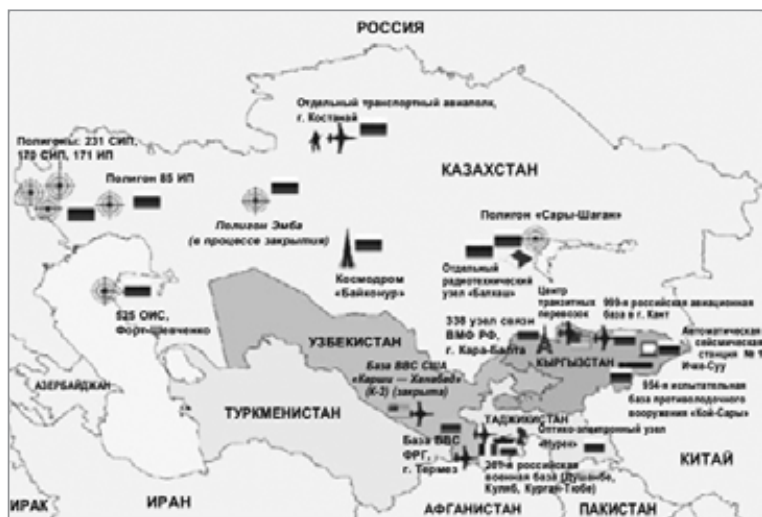 РОССИЯ
Отдельный транспортный авиаполк,
г. Костанай
Полигоны: 231 СИП,
170 СИП, 171 ИП
Полигон 85 ИП
КАЗАХСТАН
Полигон Эмба
(в процессе закрытия)
Полигон «Сары-Шаган»
Космодром
«Байконур»
Отдельный
радиотехнический
узел «Балхаш»
Центр
транзитных
перевозок
999-я российская авиационная
база в г. Кант
525 ОИС,
Форт-Шевченко
УЗБЕКИСТАН
338 узел связи
ВМФ РФ,
г. Кара-Балта
Автоматическая
сейсмическая
станция № 1
Ичке-Суу
КЫРГЫЗСТАН
База ВВС США
«Карши — Ханабад»
(К-2) (закрыта)
954-я испытательная
база противолодочного
вооружения «Кой-Сары»
АЗЕРБАЙДЖАН
ТУРКМЕНИСТАН
ТАДЖИКИСТАН
Оптико-электронный узел
«Нурек»
База ВВС
ФРГ,
г. Термез
201-я российская
военная база (Душанбе,
Куляб, Курган-Тюбе)
КИТАЙ
ИРАК
ИРАН
АФГАНИСТАН
ПАКИСТАН